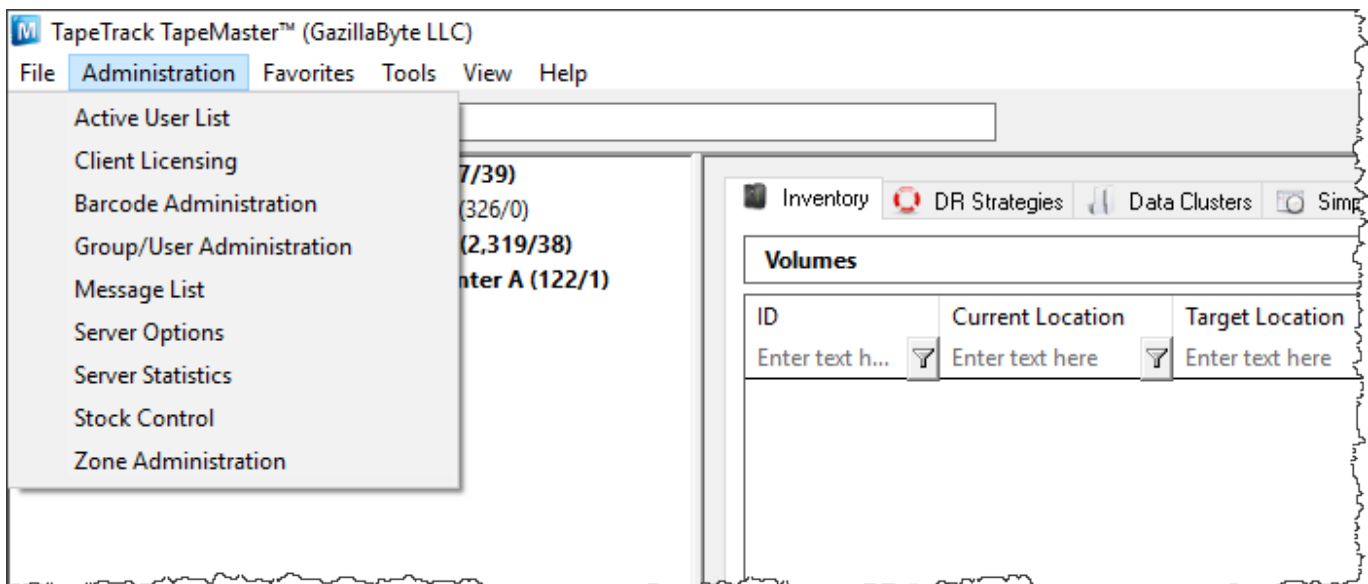 TapeTrack TapeMaster™ (GazillaByte LLC)
File Administration Favorites Tools View Help
Active User List
Client Licensing
Barcode Administration
Group/User Administration
Message List
Server Options
Server Statistics
Stock Control
Zone Administration
7/39)
(326/0)
(2,319/38)
nter A (122/1)
Inventory DR Strategies Data Clusters Simp
Volumes
ID Current Location Target Location
Enter text h... Enter text here Enter text here